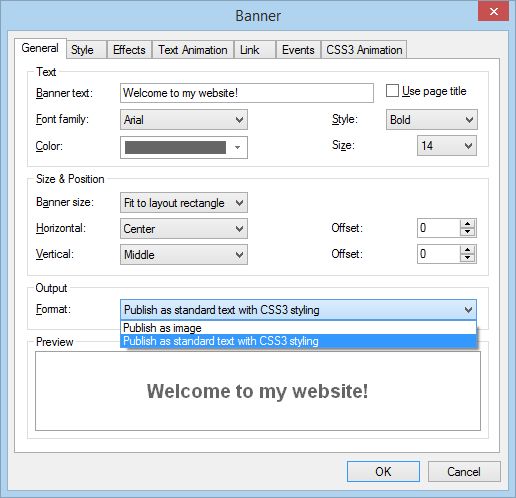 Banner
General Style Effects Text Animation Link Events CSS3 Animation
Text
Banner text: Welcome to my website! Use page title
Font family: Arial Style: Bold
Color: Size: 14
Size & Position
Banner size: Fit to layout rectangle
Horizontal: Center Offset: 0
Vertical: Middle Offset: 0
Output
Format: Publish as standard text with CSS3 styling
Publish as image
Publish as standard text with CSS3 styling
Preview
Welcome to my website!
OK Cancel